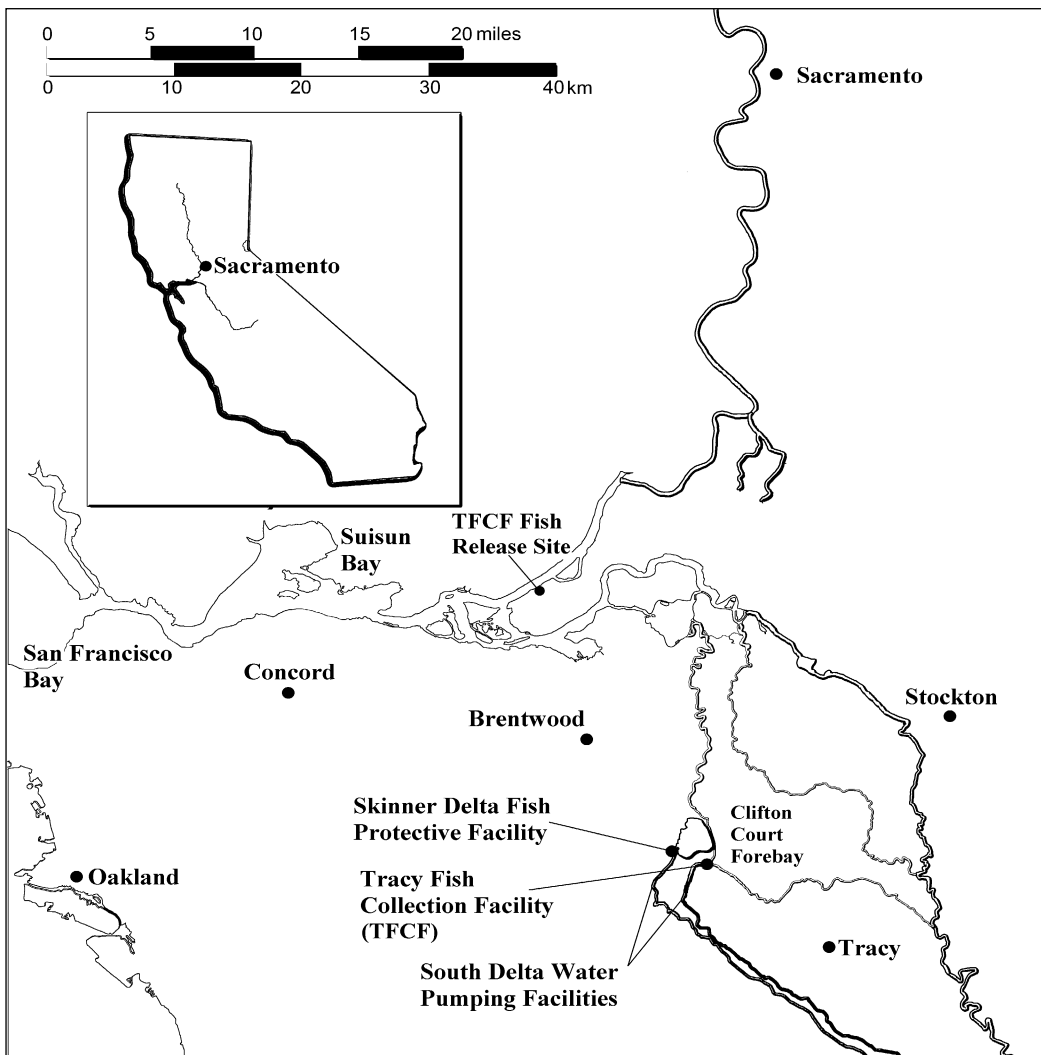 0 5 10 15 20 miles
0 10 20 30 40 km
Sacramento
Sacramento
TFCF Fish
Release Site
Suisun
Bay
San Francisco
Bay
Concord
Brentwood
Stockton
Skinner Delta Fish
Protective Facility
Clifton
Court
Forebay
Oakland
Tracy Fish
Collection Facility
(TFCF)
Tracy
South Delta Water
Pumping Facilities